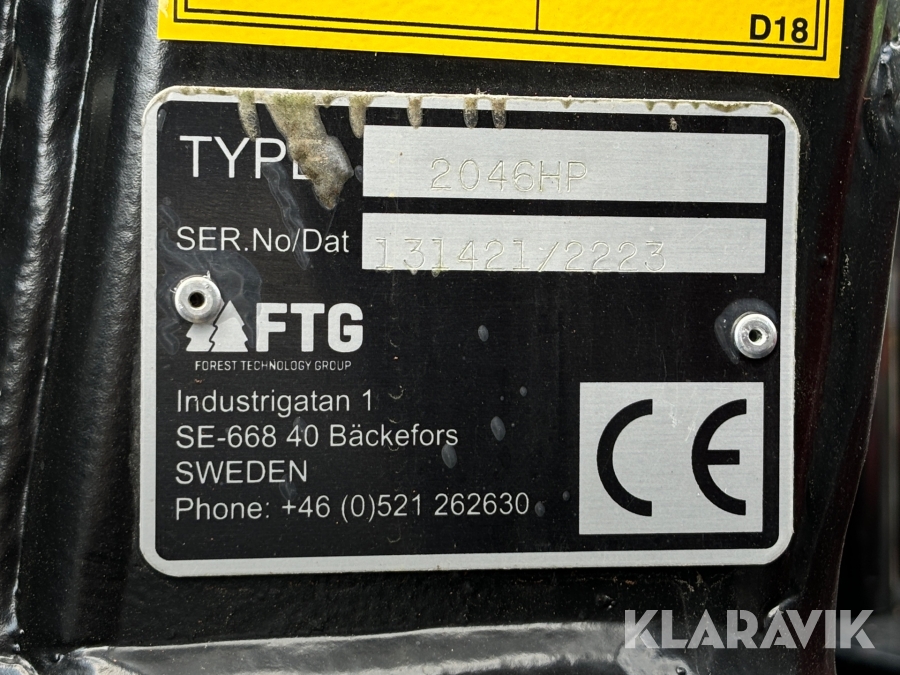 D18
TYPE 2046HP
SER.No/Dat 131421/2223
FTG
FOREST TECHNOLOGY GROUP
Industrigatan 1
SE-668 40 Bäckefors
SWEDEN
Phone: +46 (0)521 262630
CE
KLARAVIK